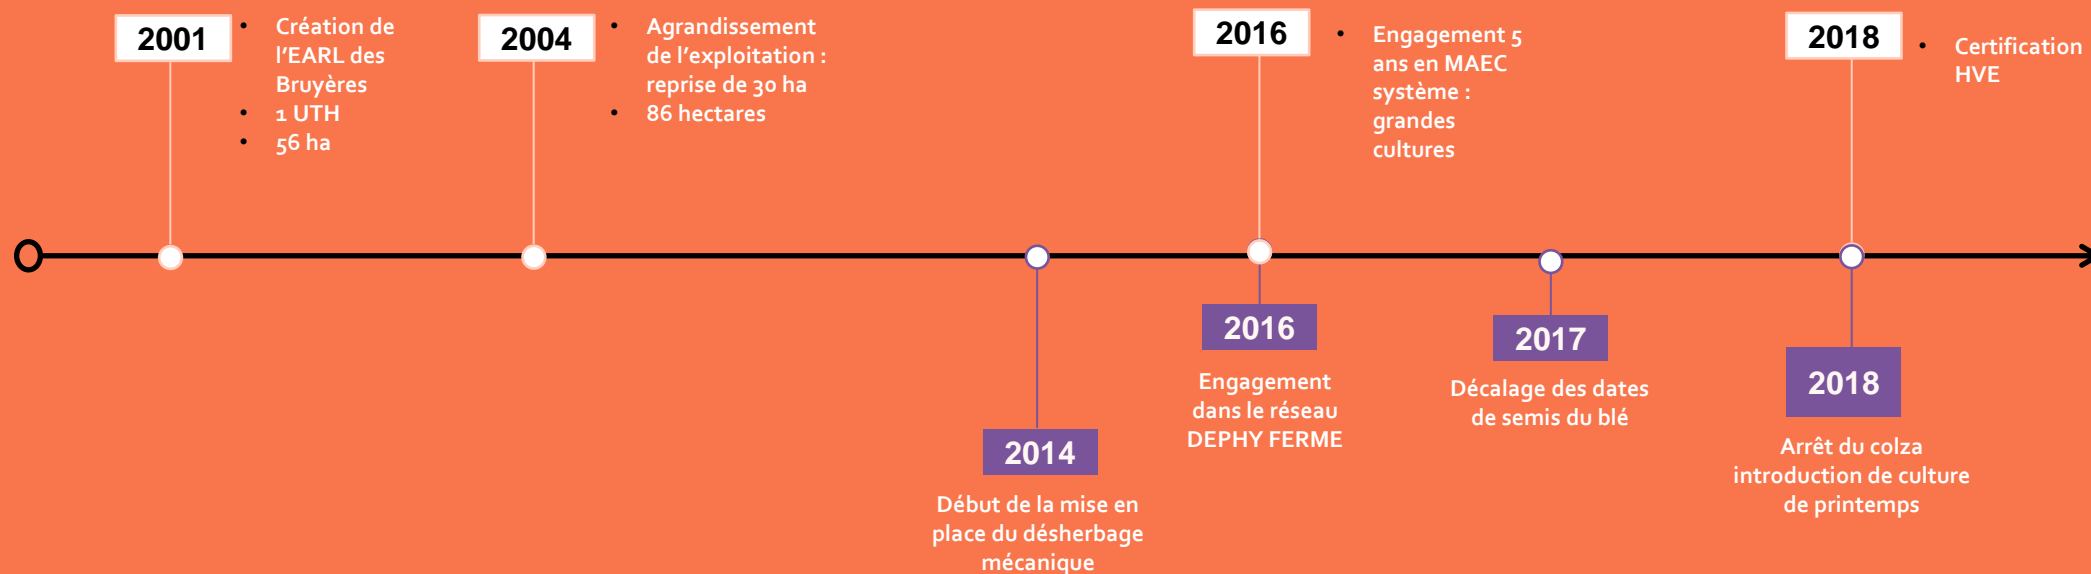 2001
• Création de
l'EARL des
Bruyères
• 1 UTH
• 56 ha
2004
• Agrandissement
de l'exploitation :
reprise de 30 ha
• 86 hectares
2016
• Engagement 5
ans en MAEC
système :
grandes
cultures
2018
• Certification
HVE
2014
Début de la mise en
place du désherbage
mécanique
2016
Engagement
dans le réseau
DEPHY FERME
2017
Décalage des dates
de semis du blé
2018
Arrêt du colza
introduction de culture
de printemps